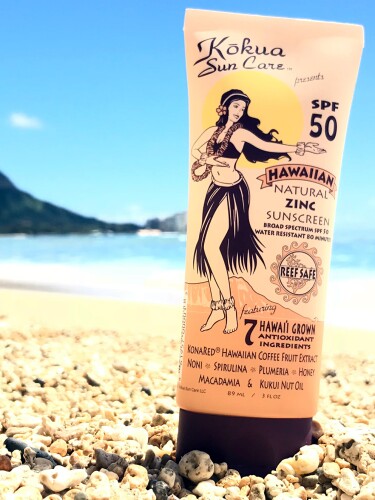 Kōkua
Sun Care™
presents
SPF
50
HAWAIIAN
NATURAL
ZINC
SUNSCREEN
BROAD SPECTRUM SPF 50
WATER RESISTANT 80 MINUTES
REEF SAFE
featuring
7 HAWAI'I GROWN
ANTIOXIDANT
INGREDIENTS
KONARED® HAWAIIAN COFFEE FRUIT EXTRACT
NONI SPIRULINA PLUMERIA HONEY
MACADAMIA & KUKUI NUT OIL
89 ML / 3 FL OZ